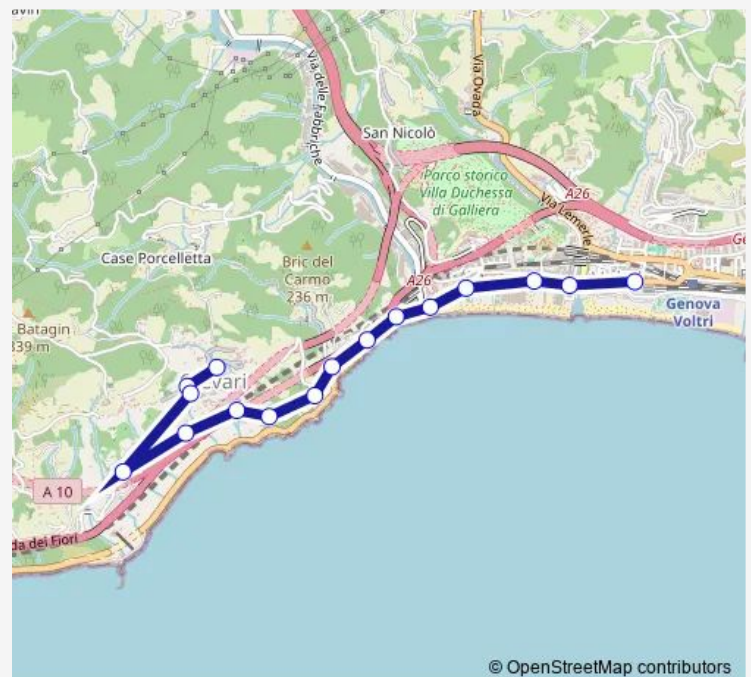 Via delle Fabbriche
Via Ovada
San Nicolò
Parco storico
Villa Duchessa
di Galliera
A26
Via Lemerle
Case Porcelletta
Bric del
Carmo
236 m
A26
Genova
Voltri
Batagin
339 m
A 10
da dei Fiori
© OpenStreetMap contributors